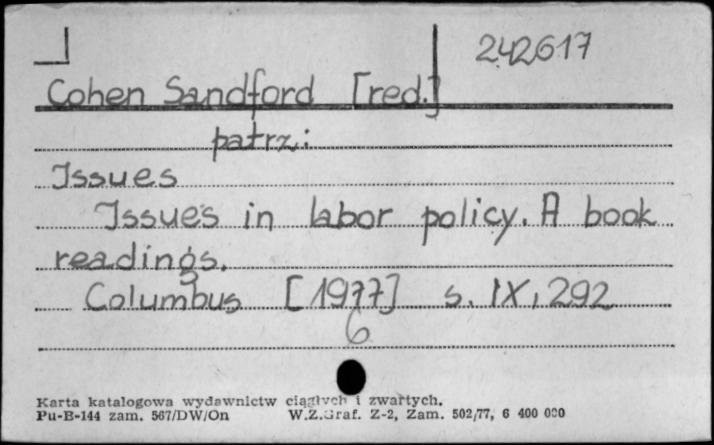 242617
Cohen Sandford [red.]
patrz:
Issues
Issues in labor policy. A book
readings.
Columbus [1977] s. IX, 292
6
Karta katalogowa wydawnictw ciągłych i zwartych.
Pu-B-144 zam. 567/DW/On W.Z.Graf. Z-2, Zam. 502/77, 6 400 000